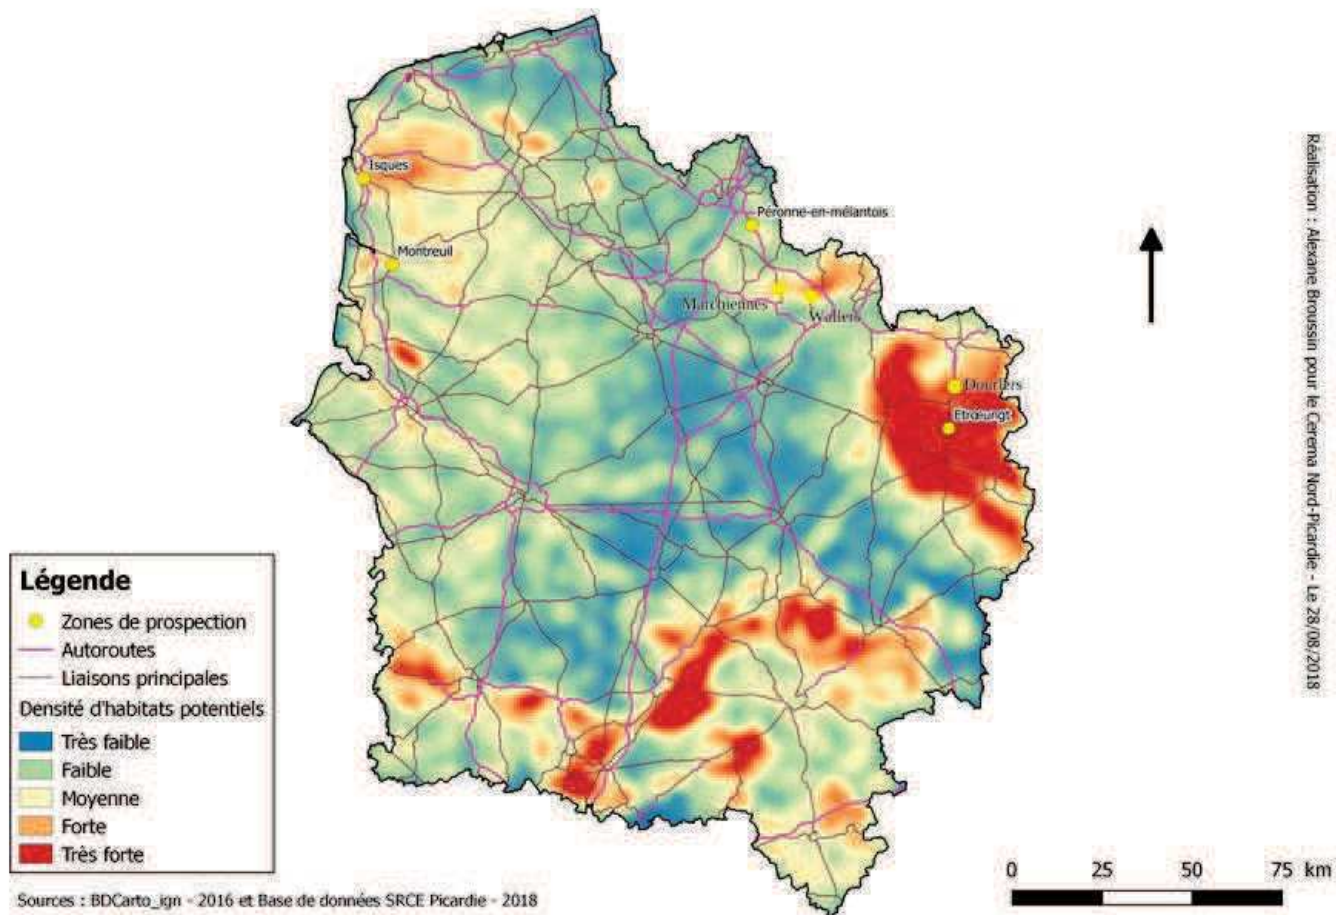 Isques
Péronne-en-mélantois
Montreuil
Marchiennes
Wallers
Dourlers
Etrœungt
Réalisation : Alexane Boussin pour le Cerema Nord-Picardie - Le 28/08/2018
Légende
Zones de prospection
Autoroutes
Liaisons principales
Densité d'habitats potentiels
Très faible
Faible
Moyenne
Forte
Très forte
0 25 50 75 km
Sources : BDCarto_ign - 2016 et Base de données SRCE Picardie - 2018